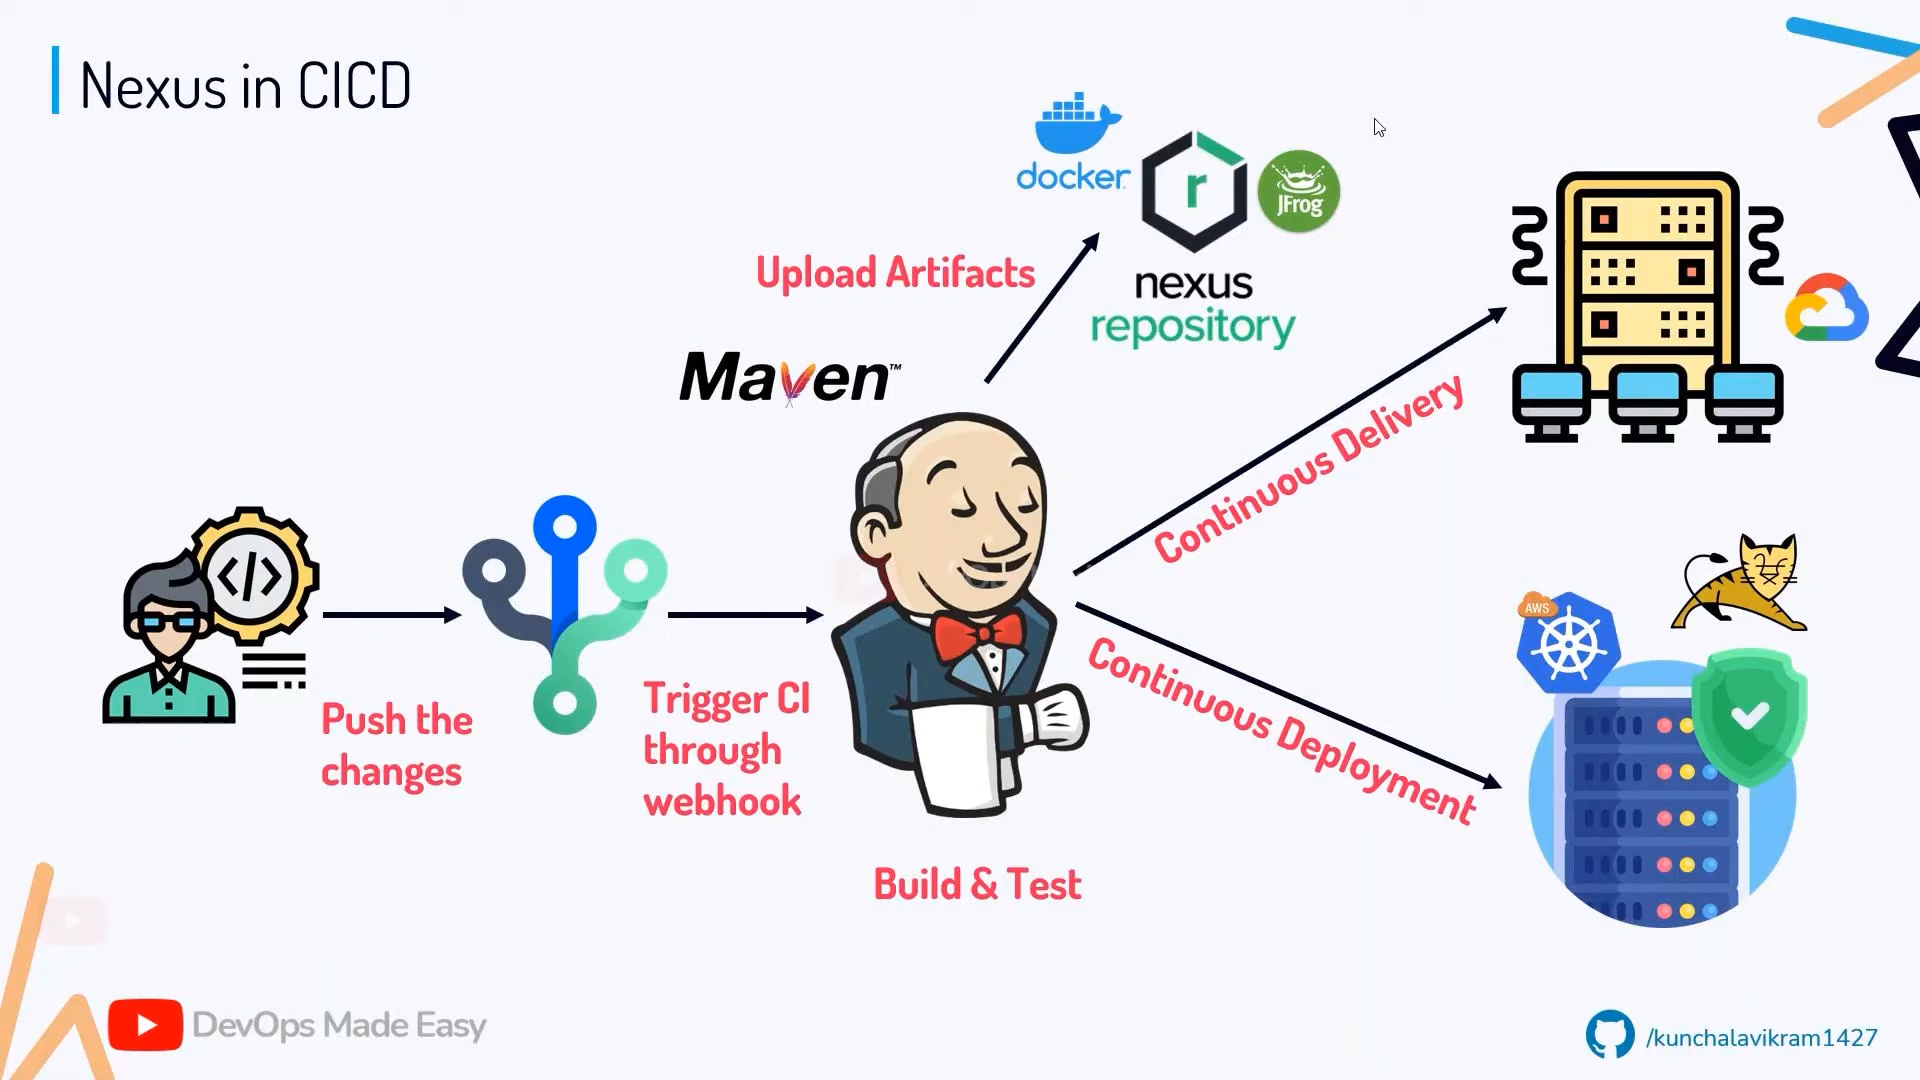 Nexus in CICD
docker
r
JFrog
Upload Artifacts
nexus
repository
Maven™
Continuous Delivery
</>
AWS
Push the
changes
Trigger CI
through
webhook
Continuous Deployment
Build & Test
DevOps Made Easy
/kunchalavikram1427